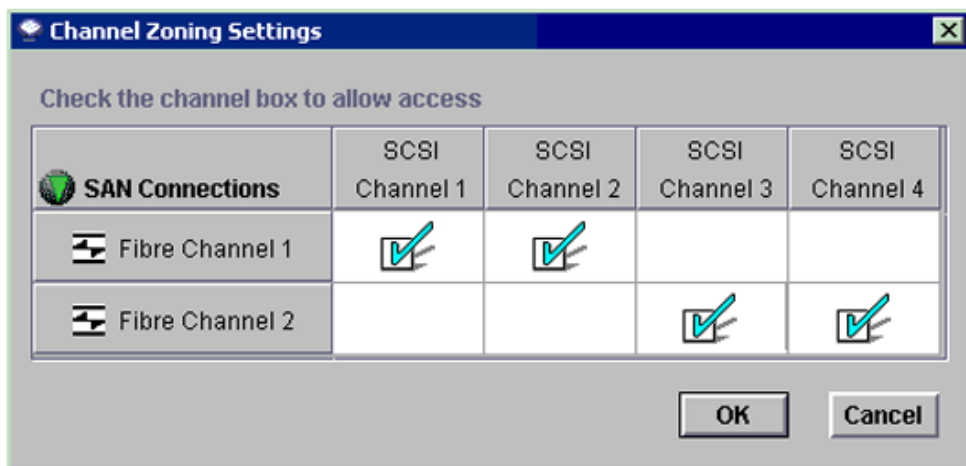 Channel Zoning Settings
Check the channel box to allow access
SAN Connections
SCSI Channel 1
SCSI Channel 2
SCSI Channel 3
SCSI Channel 4
Fibre Channel 1
Fibre Channel 2
OK
Cancel